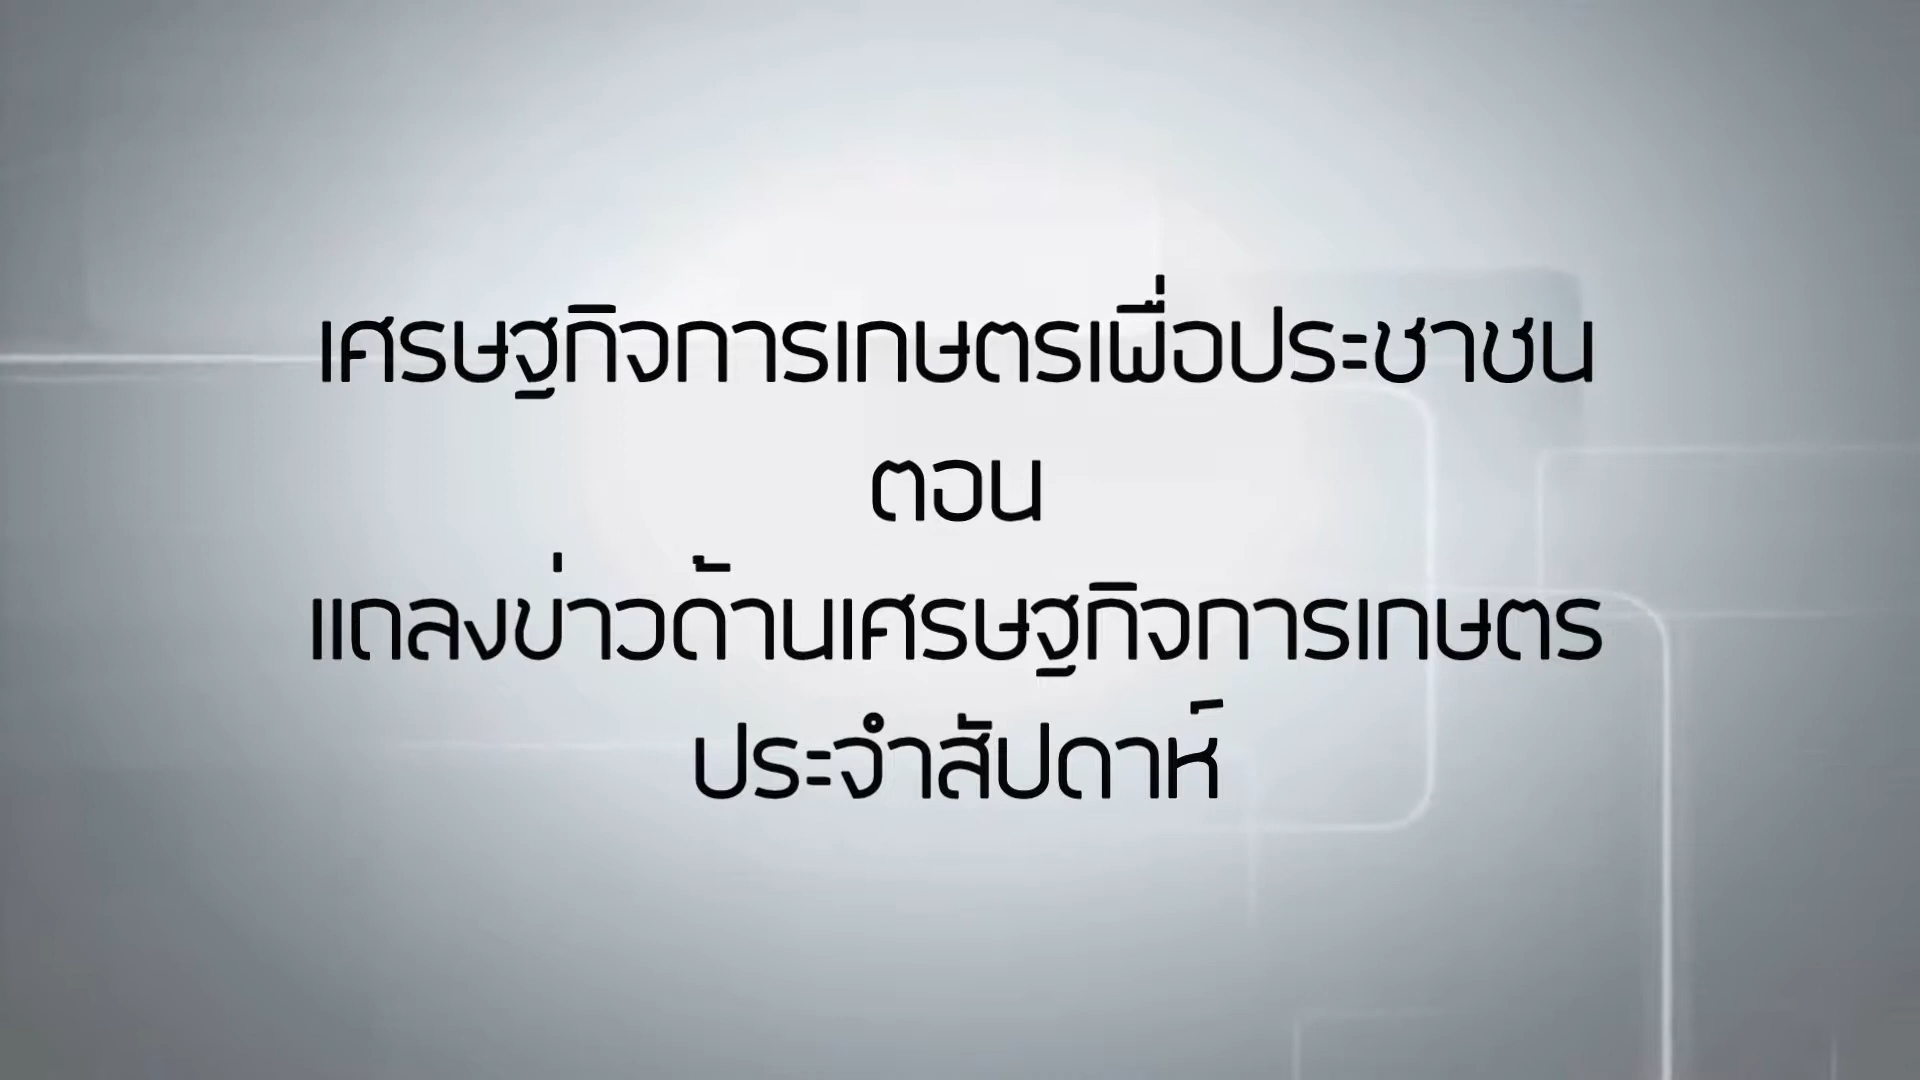 เศรษฐกิจการเกษตรเพื่อประชาชน
ตอน
แถลงข่าวด้านเศรษฐกิจการเกษตร
ประจำสัปดาห์